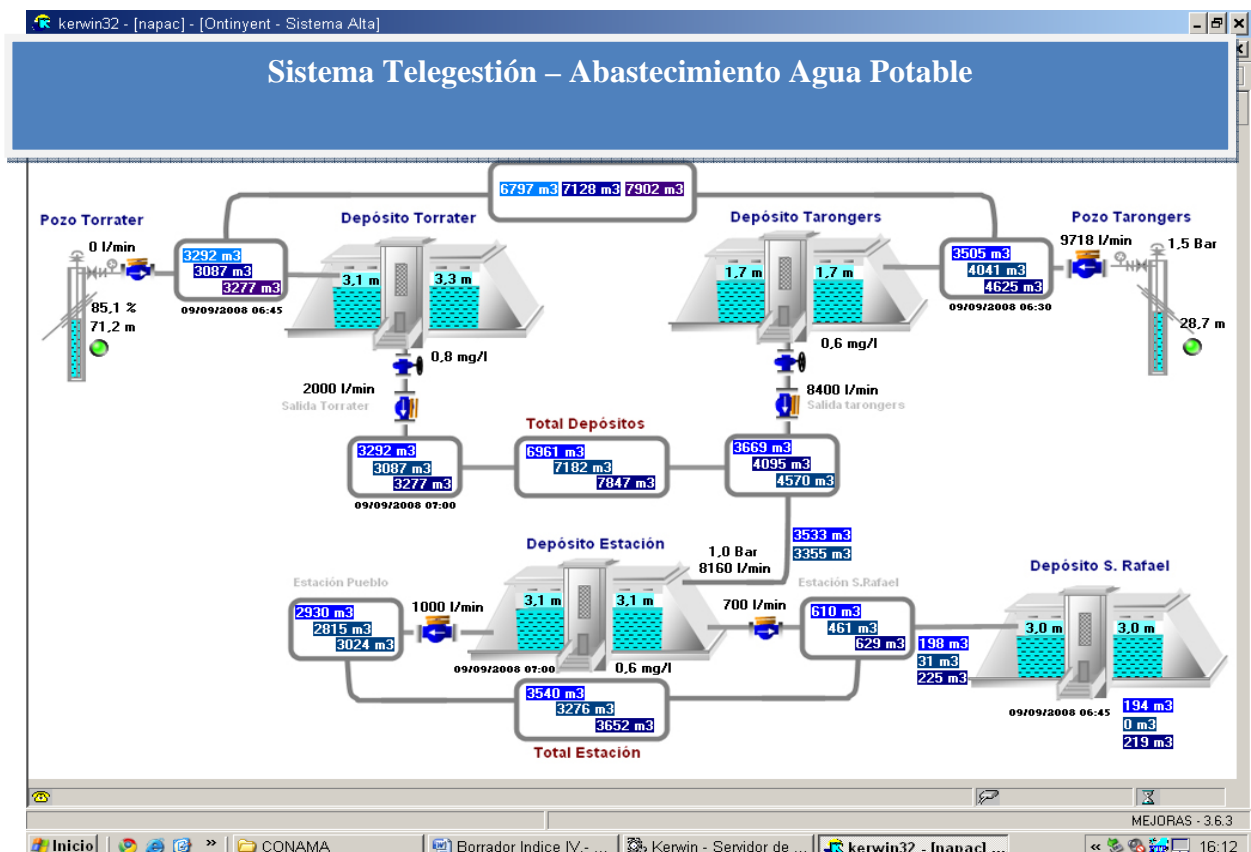 kerwin32 - [napac] - [Ontinyent - Sistema Alta]
Sistema Telegestión – Abastecimiento Agua Potable
6797 m3 7128 m3 7902 m3
Pozo Torrater
Depósito Torrater
Depósito Tarongers
Pozo Tarongers
0 l/min
3292 m3
3087 m3
3277 m3
09/09/2008 06:45
85,1 %
71,2 m
3,1 m
3,3 m
0,8 mg/l
1,7 m
1,7 m
0,6 mg/l
3505 m3
4041 m3
4625 m3
09/09/2008 06:30
9718 l/min
1,5 Bar
28,7 m
2000 l/min
Salida Torrater
8400 l/min
Salida tarongers
Total Depósitos
3292 m3
3087 m3
3277 m3
09/09/2008 07:00
6961 m3
7182 m3
7847 m3
3669 m3
4095 m3
4570 m3
3533 m3
3355 m3
Depósito Estación
1,0 Bar
8160 l/min
Depósito S. Rafael
Estación Pueblo
2930 m3
2815 m3
3024 m3
1000 l/min
3,1 m
3,1 m
700 l/min
Estación S.Rafael
610 m3
461 m3
629 m3
198 m3
31 m3
225 m3
3,0 m
3,0 m
09/09/2008 07:00
0,6 mg/l
3540 m3
3276 m3
3652 m3
Total Estación
09/09/2008 06:45
194 m3
0 m3
219 m3
MEJORAS - 3.6.3
Inicio
CONAMA
Borrador Indice IV.- ...
Kerwin - Servidor de ...
kerwin32 - [napac] ...
16:12